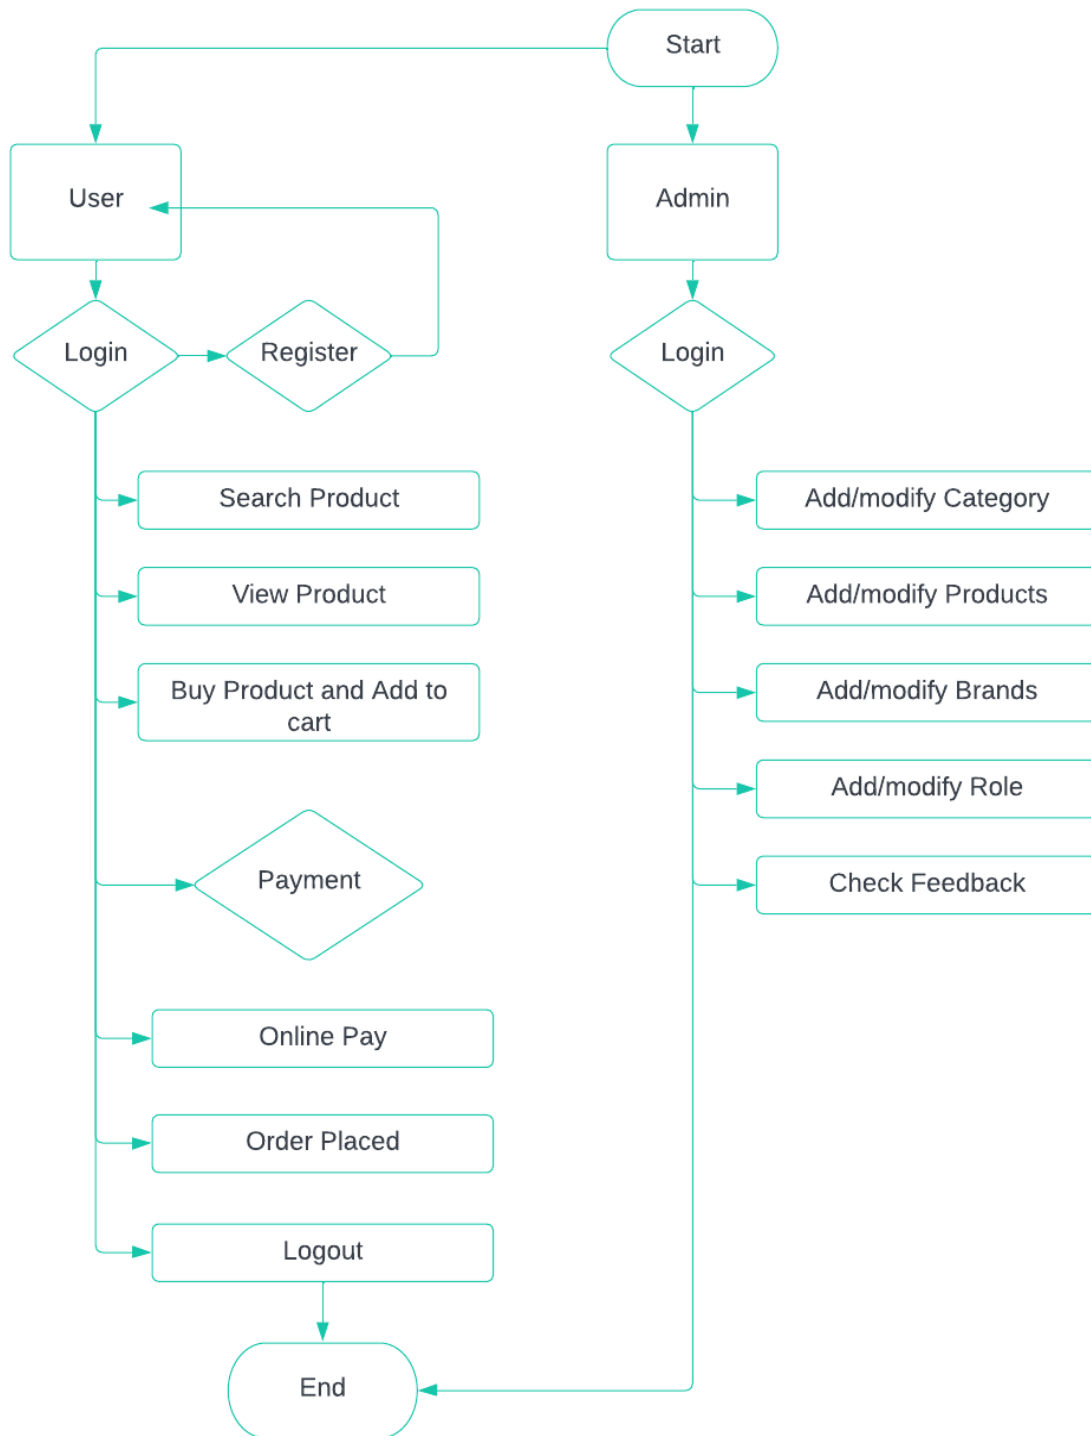 Start
User
Admin
Login
Register
Login
Search Product
View Product
Buy Product and Add to
cart
Payment
Online Pay
Order Placed
Logout
End
Add/modify Category
Add/modify Products
Add/modify Brands
Add/modify Role
Check Feedback